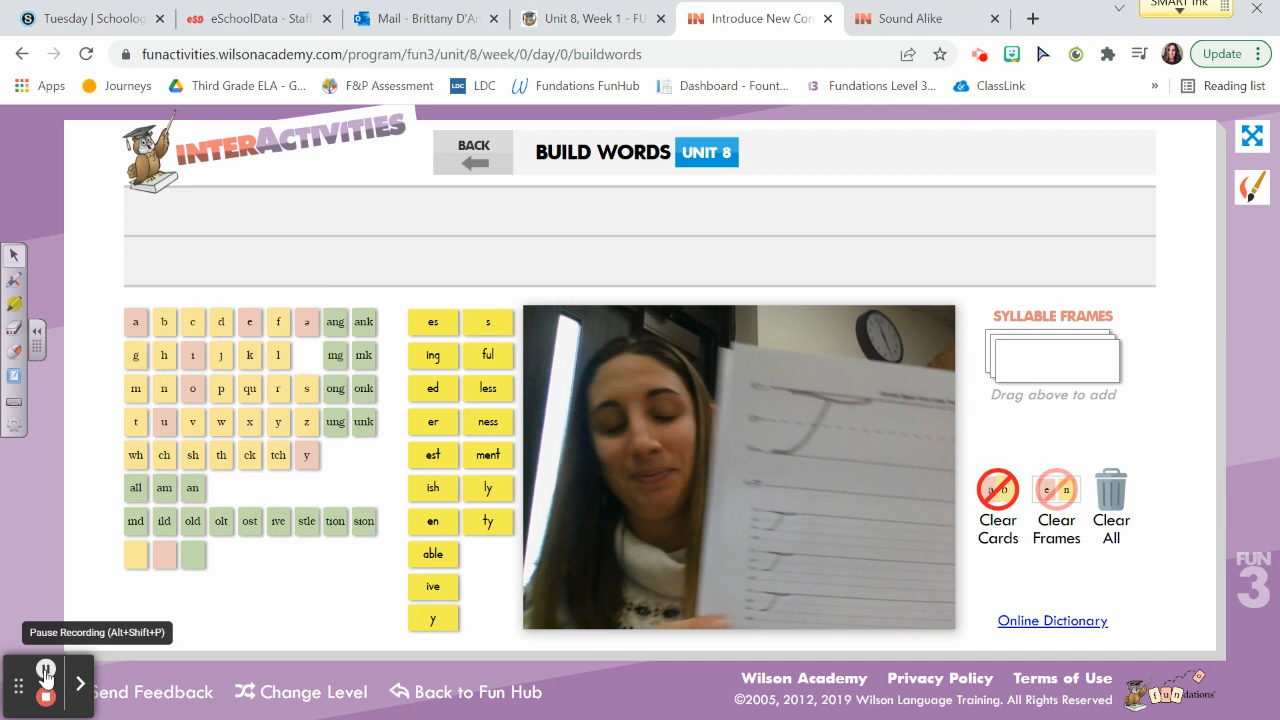 Tuesday | Schoolog
eSchoolData - Staff
Mail - Brittany D'An
Unit 8, Week 1 - FU
Introduce New Con
Sound Alike
SMART Ink
funactivities.wilsonacademy.com/program/fun3/unit/8/week/0/day/0/buildwords
Update
Apps
Journeys
Third Grade ELA - G...
F&P Assessment
LDC
Fundations FunHub
Dashboard - Fount...
Fundations Level 3...
ClassLink
»
Reading list
INTERACTIVITIES
BACK
BUILD WORDS UNIT 8
a b c d e f ə ang ank
g h i j k l ing ink
m n o p qu r s ong onk
t u v w x y z ung unk
wh ch sh th ck tch y
all am an
ind ild old olt ost ive stle tion sion
es s
ing ful
ed less
er ness
est ment
ish ly
en ty
able
ive
y
SYLLABLE FRAMES
Drag above to add
a b
e n
Clear Cards
Clear Frames
Clear All
Online Dictionary
FUN 3
Pause Recording (Alt+Shift+P)
Send Feedback
Change Level
Back to Fun Hub
Wilson Academy Privacy Policy Terms of Use
©2005, 2012, 2019 Wilson Language Training. All Rights Reserved
fundations